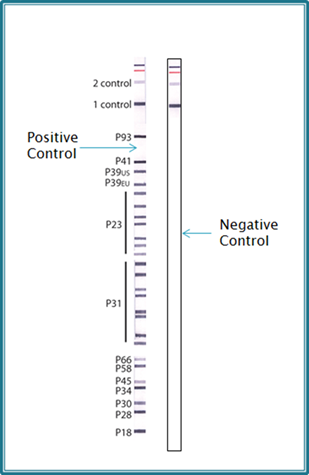 2 control
1 control
Positive
Control
P93
P41
P39US
P39EU
P23
Negative
Control
P31
P66
P58
P45
P34
P30
P28
P18